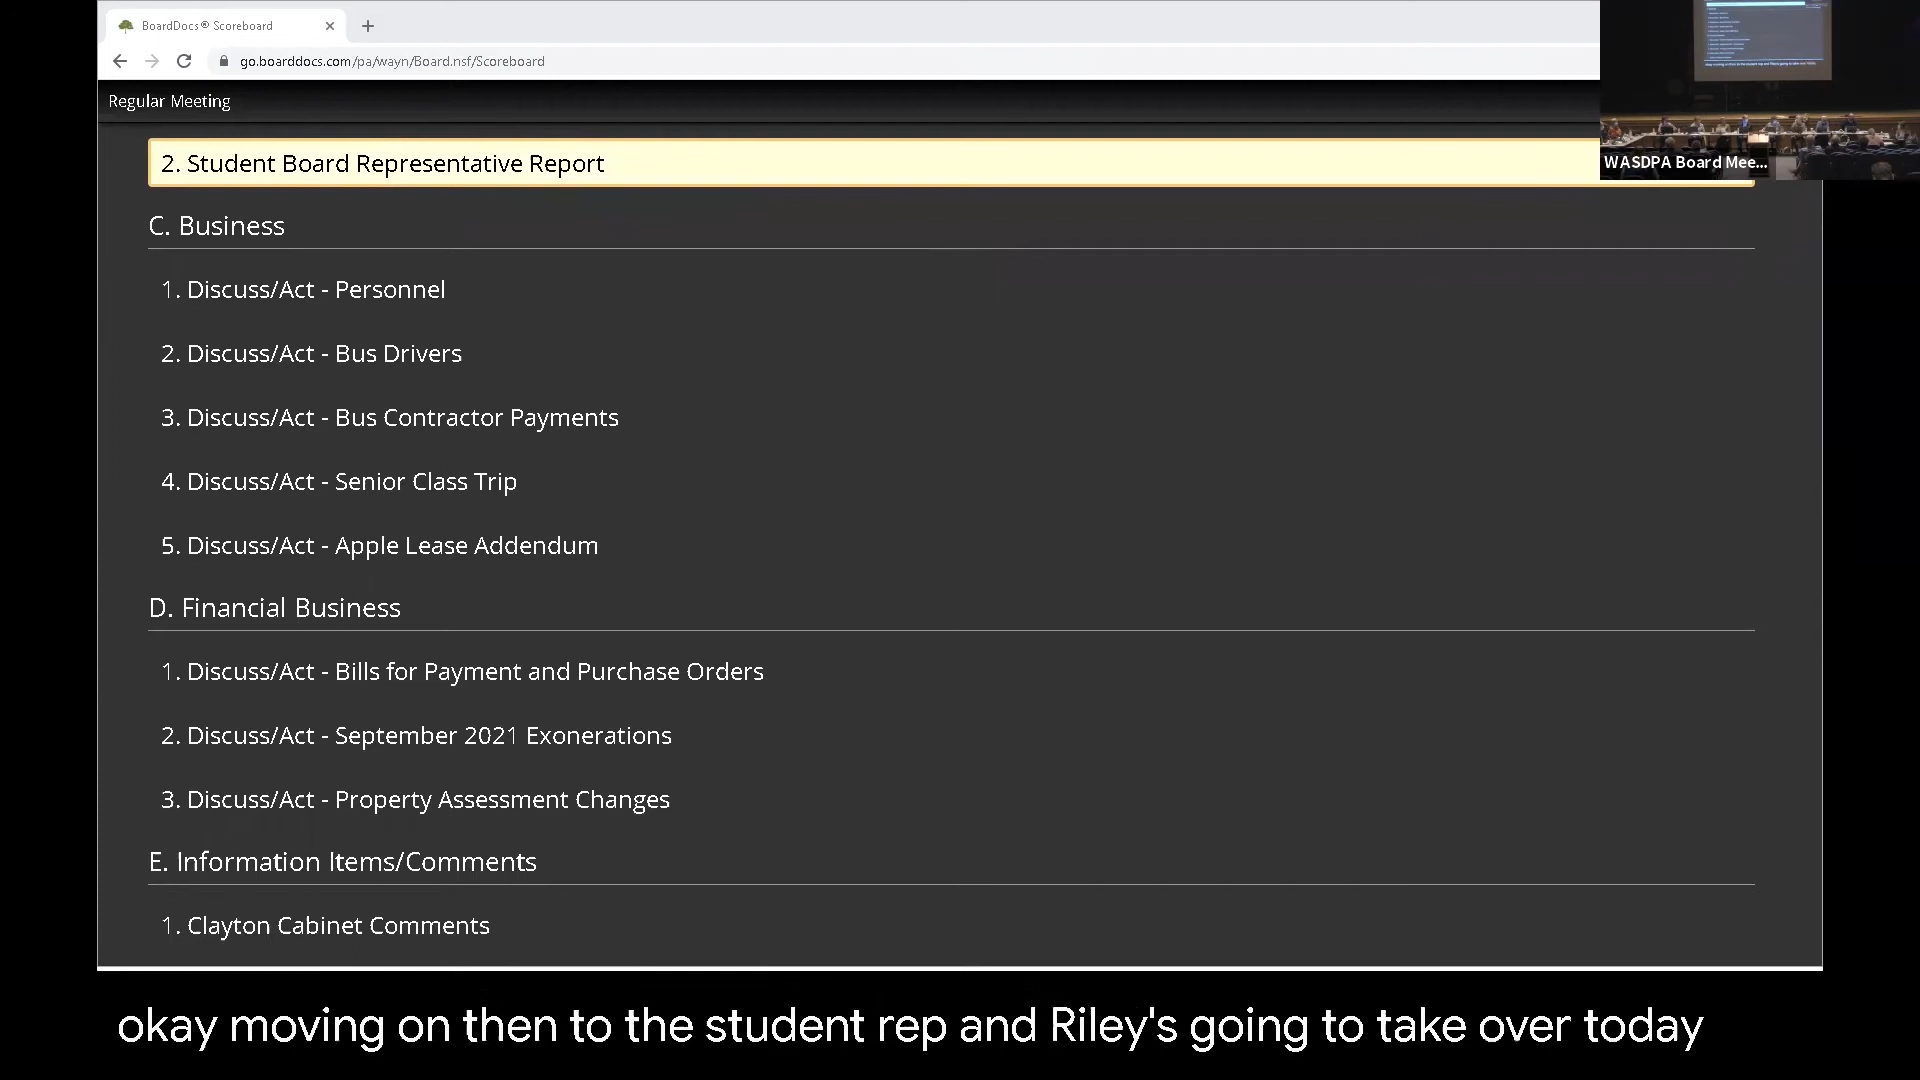 BoardDocs® Scoreboard
go.boarddocs.com/pa/wayn/Board.nsf/Scoreboard
Regular Meeting
WASDPA Board Mee...
2. Student Board Representative Report
C. Business
1. Discuss/Act - Personnel
2. Discuss/Act - Bus Drivers
3. Discuss/Act - Bus Contractor Payments
4. Discuss/Act - Senior Class Trip
5. Discuss/Act - Apple Lease Addendum
D. Financial Business
1. Discuss/Act - Bills for Payment and Purchase Orders
2. Discuss/Act - September 2021 Exonerations
3. Discuss/Act - Property Assessment Changes
E. Information Items/Comments
1. Clayton Cabinet Comments
okay moving on then to the student rep and Riley's going to take over today